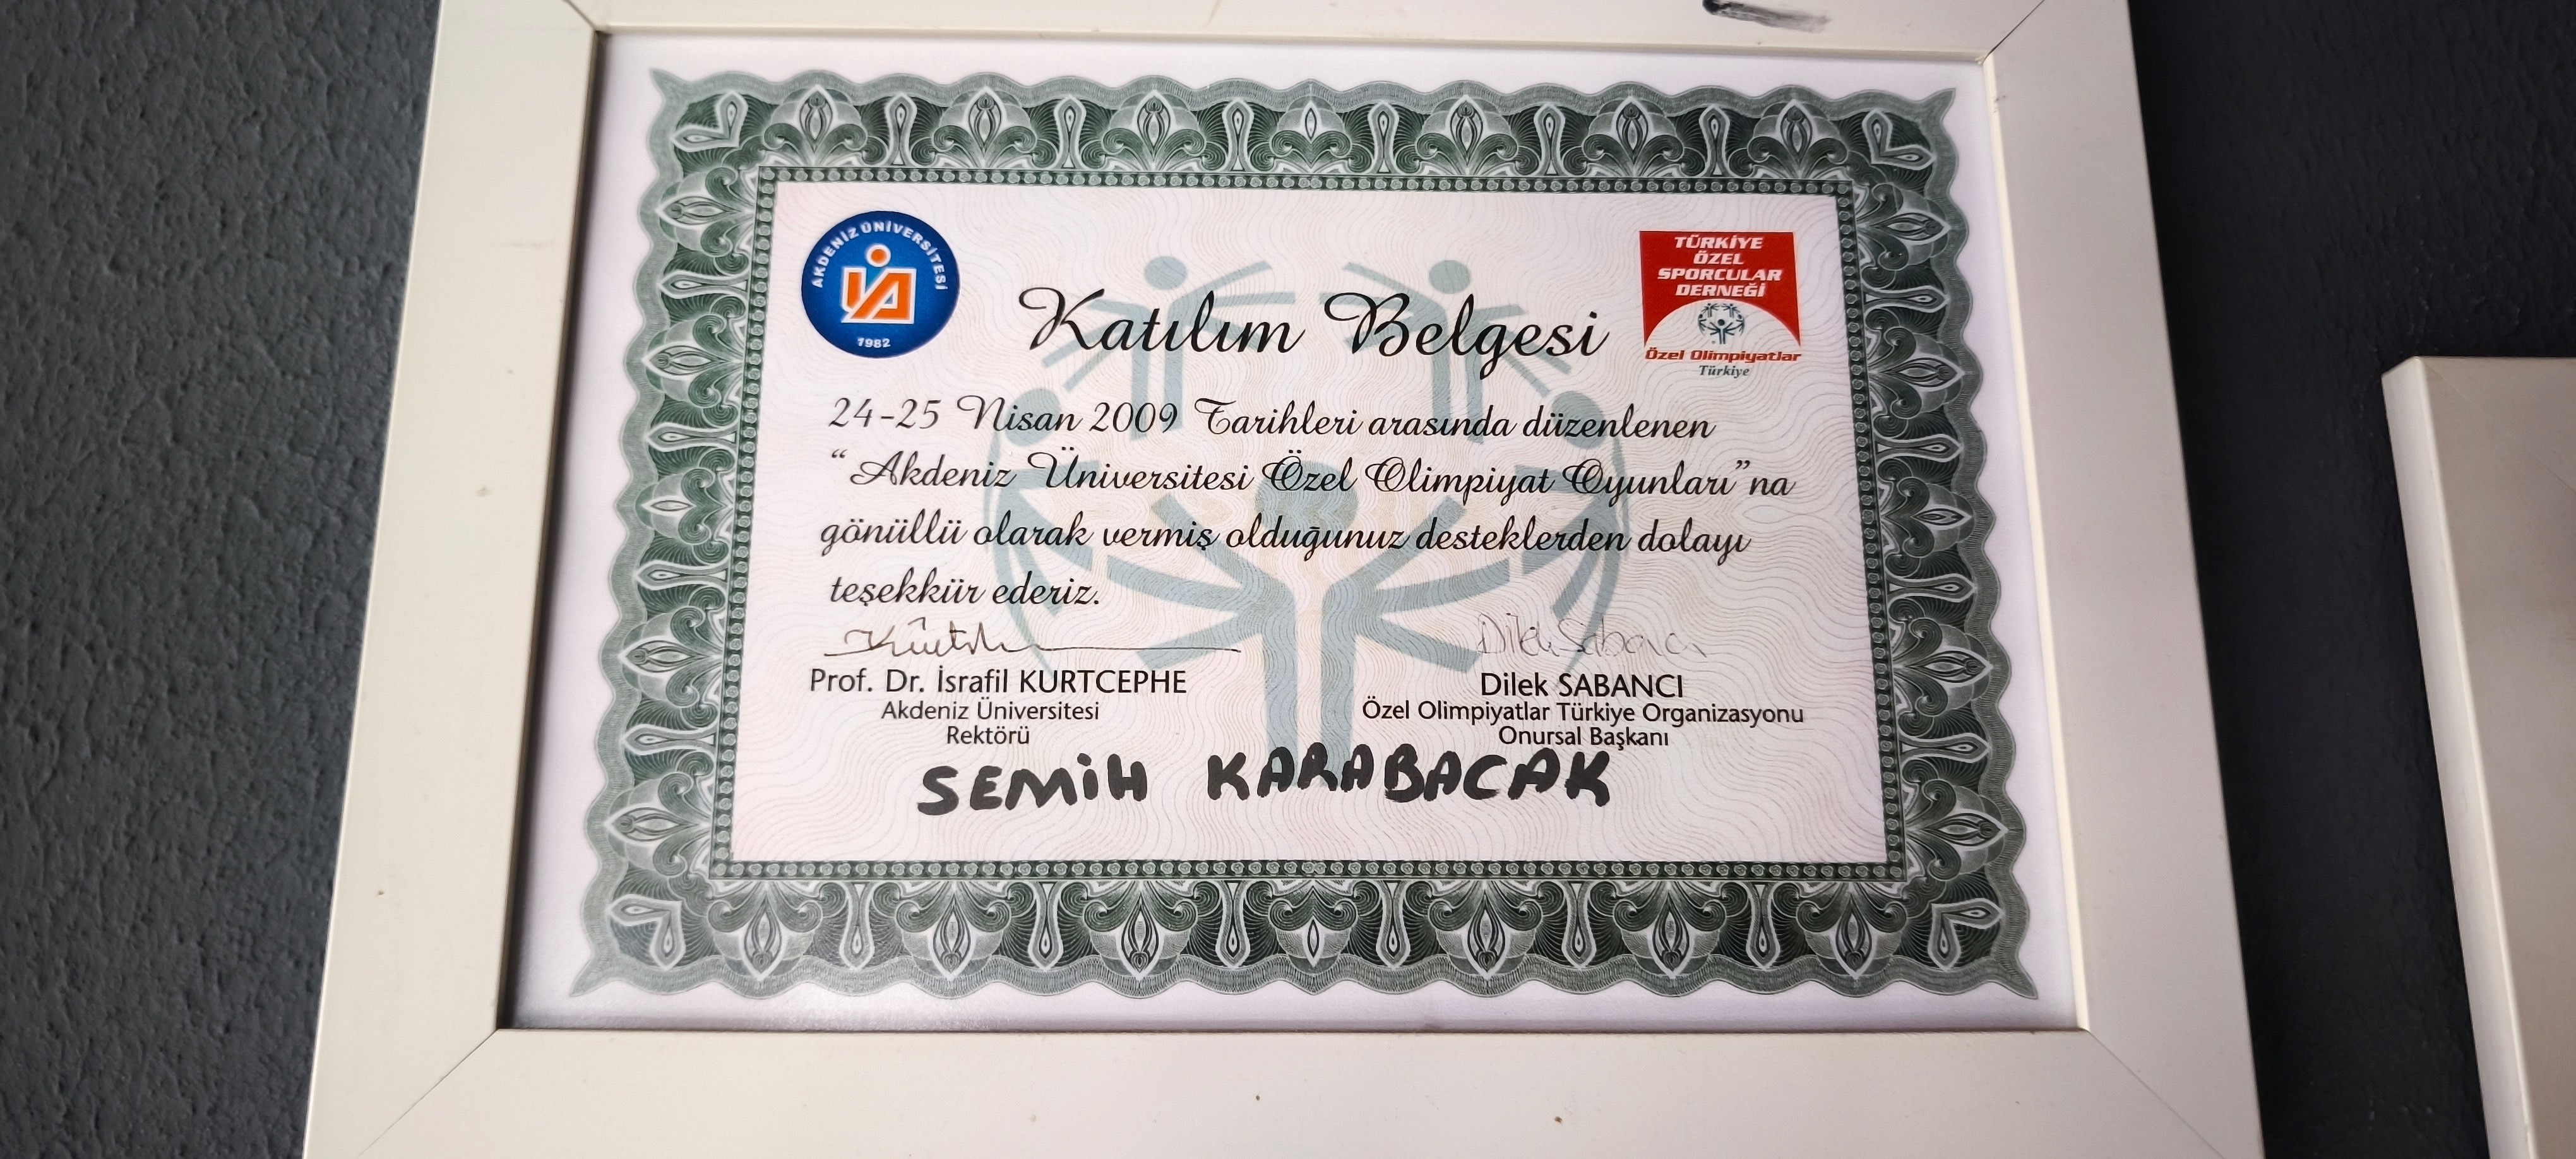 AKDENİZ ÜNİVERSİTESİ
1982
TÜRKİYE
ÖZEL
SPORCULAR
DERNEĞİ
Özel Olimpiyatlar
Türkiye
Katılım Belgesi
24-25 Nisan 2009 Tarihleri arasında düzenlenen
“Akdeniz Üniversitesi Özel Olimpiyat Oyunları”na
gönüllü olarak vermiş olduğunuz desteklerden dolayı
teşekkür ederiz.
Dilek Sabancı
Prof. Dr. İsrafil KURTCEPHE
Akdeniz Üniversitesi
Rektörü
Dilek SABANCI
Özel Olimpiyatlar Türkiye Organizasyonu
Onursal Başkanı
SEMİH KARABACAK